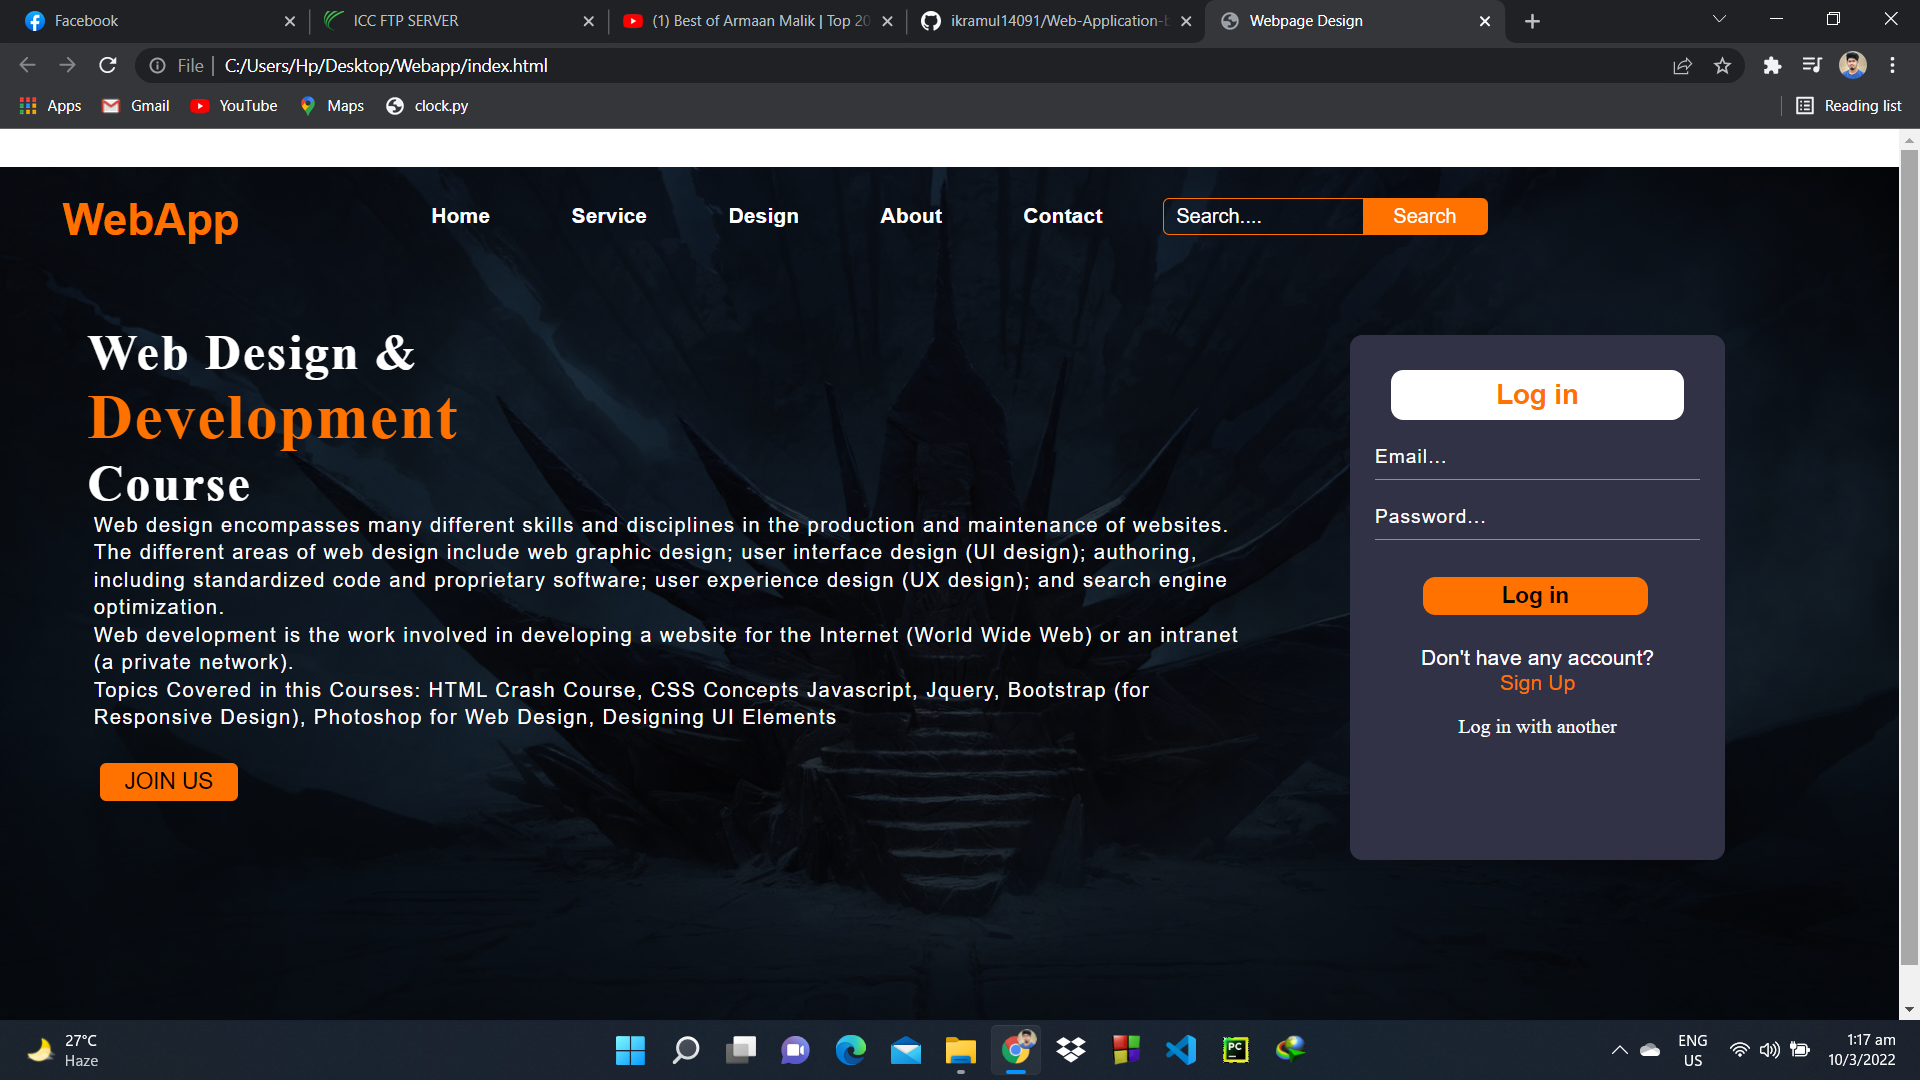 Facebook
ICC FTP SERVER
(1) Best of Armaan Malik | Top 20
ikramul14091/Web-Application-b
Webpage Design
File | C:/Users/Hp/Desktop/Webapp/index.html
Apps
Gmail
YouTube
Maps
clock.py
Reading list
WebApp
Home
Service
Design
About
Contact
Search....
Search
Web Design &
Development
Course
Web design encompasses many different skills and disciplines in the production and maintenance of websites.
The different areas of web design include web graphic design; user interface design (UI design); authoring,
including standardized code and proprietary software; user experience design (UX design); and search engine
optimization.
Web development is the work involved in developing a website for the Internet (World Wide Web) or an intranet
(a private network).
Topics Covered in this Courses: HTML Crash Course, CSS Concepts Javascript, Jquery, Bootstrap (for
Responsive Design), Photoshop for Web Design, Designing UI Elements
JOIN US
Log in
Email...
Password...
Log in
Don't have any account?
Sign Up
Log in with another
27°C
Haze
PC
ENG
US
1:17 am
10/3/2022